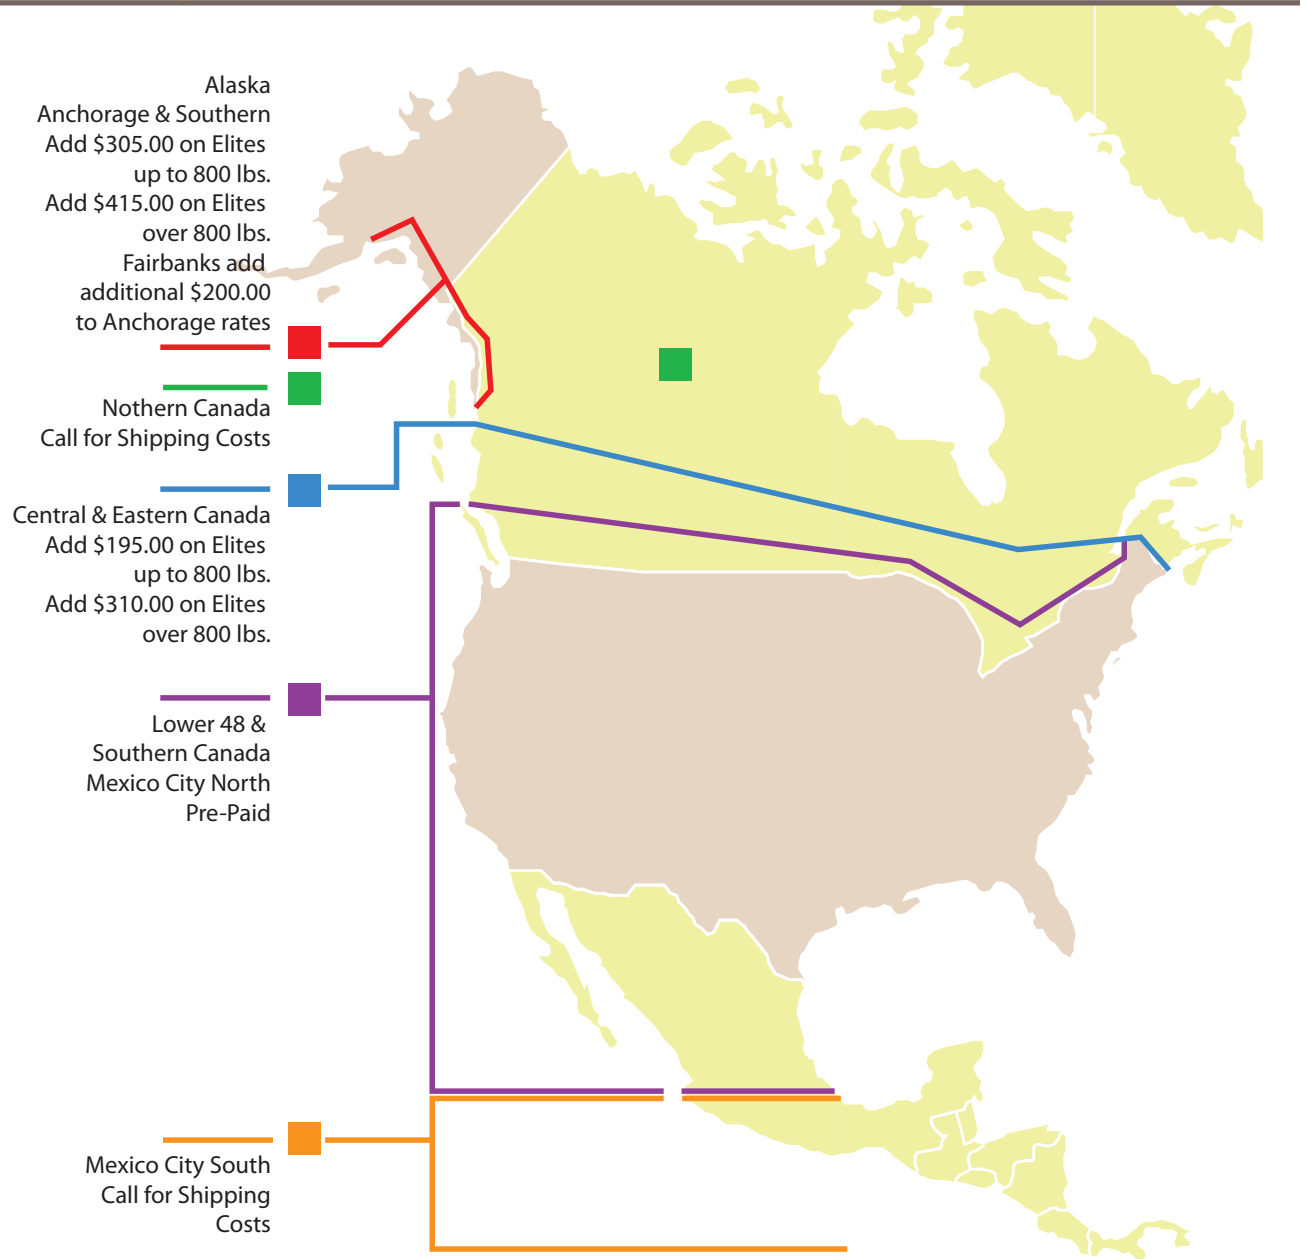 Alaska
Anchorage & Southern
Add $305.00 on Elites
up to 800 lbs.
Add $415.00 on Elites
over 800 lbs.
Fairbanks add
additional $200.00
to Anchorage rates
Nothern Canada
Call for Shipping Costs
Central & Eastern Canada
Add $195.00 on Elites
up to 800 lbs.
Add $310.00 on Elites
over 800 lbs.
Lower 48 &
Southern Canada
Mexico City North
Pre-Paid
Mexico City South
Call for Shipping
Costs